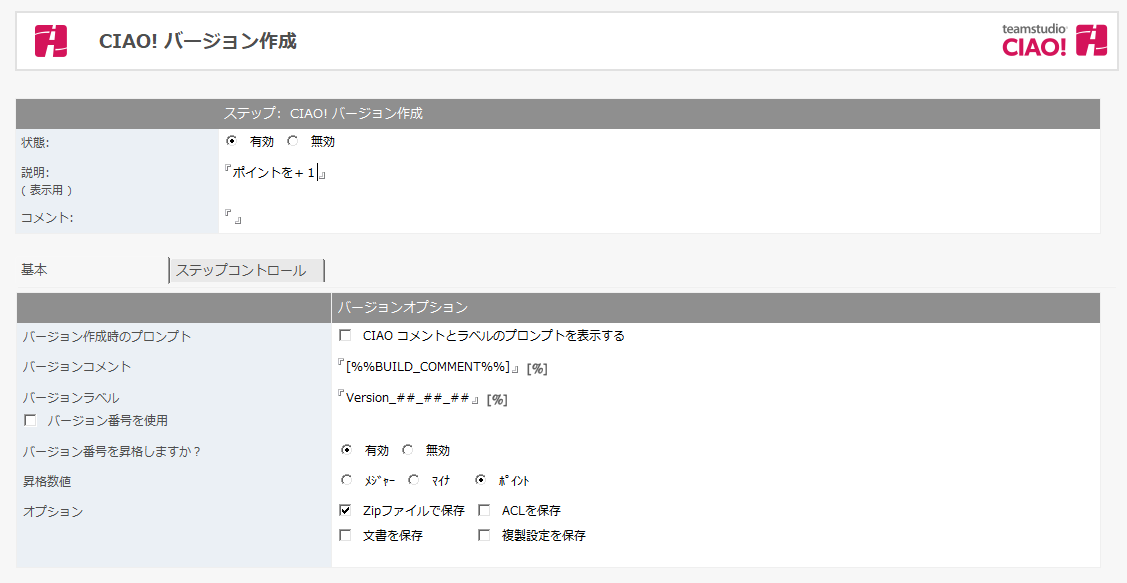 CIAO! バージョン作成
teamstudio
CIAO!
ステップ: CIAO! バージョン作成
状態: 有効 無効
説明: 『ポイントを+ 1』
( 表示用 )
コメント: 『 』
基本 ステップコントロール
バージョンオプション
バージョン作成時のプロンプト CIAO コメントとラベルのプロンプトを表示する
バージョンコメント 『[%%BUILD_COMMENT%%]』 [%]
バージョンラベル 『Version_##_##_##』 [%]
バージョン番号を使用
バージョン番号を昇格しますか？ 有効 無効
昇格数値 ﾒｼﾞｬｰ ﾏｲﾅ ﾎﾟｲﾝﾄ
オプション Zipファイルで保存 ACLを保存
文書を保存 複製設定を保存